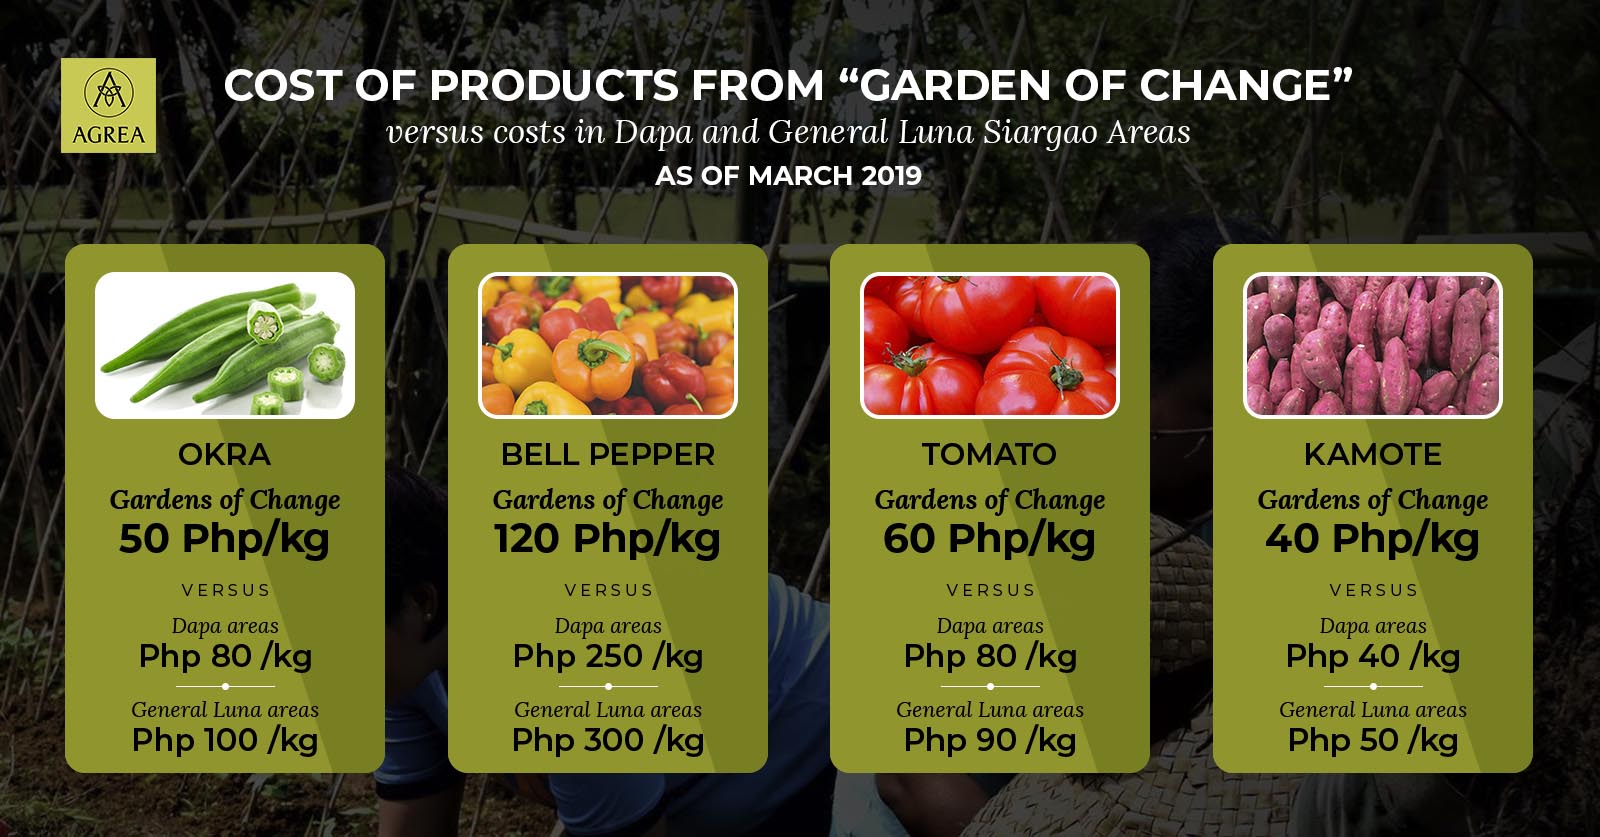 AGREA
COST OF PRODUCTS FROM “GARDEN OF CHANGE”
versus costs in Dapa and General Luna Siargao Areas
AS OF MARCH 2019
OKRA
Gardens of Change
50 Php/kg
VERSUS
Dapa areas
Php 80 /kg
General Luna areas
Php 100 /kg
BELL PEPPER
Gardens of Change
120 Php/kg
VERSUS
Dapa areas
Php 250 /kg
General Luna areas
Php 300 /kg
TOMATO
Gardens of Change
60 Php/kg
VERSUS
Dapa areas
Php 80 /kg
General Luna areas
Php 90 /kg
KAMOTE
Gardens of Change
40 Php/kg
VERSUS
Dapa areas
Php 40 /kg
General Luna areas
Php 50 /kg